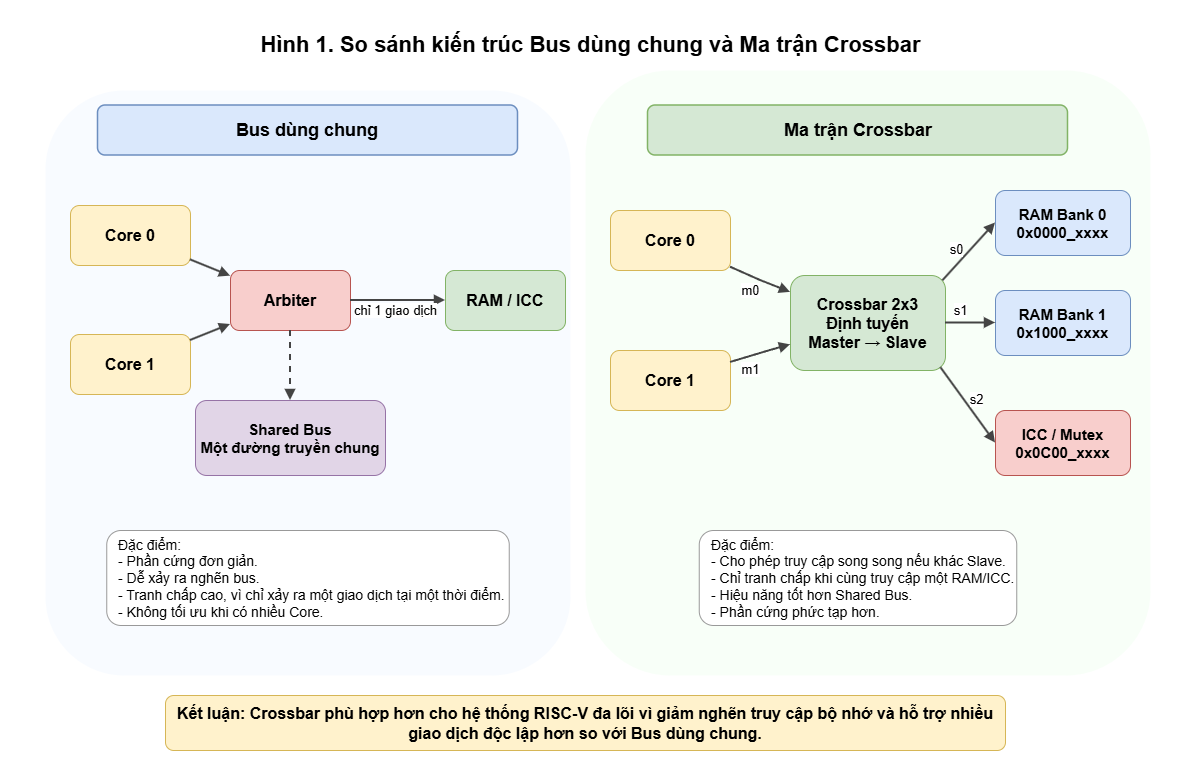 Hình 1. So sánh kiến trúc Bus dùng chung và Ma trận Crossbar
Bus dùng chung
Core 0
Core 1
Arbiter
chỉ 1 giao dịch
RAM / ICC
Shared Bus
Một đường truyền chung
Đặc điểm:
- Phần cứng đơn giản.
- Dễ xảy ra nghẽn bus.
- Tranh chấp cao, vì chỉ xảy ra một giao dịch tại một thời điểm.
- Không tối ưu khi có nhiều Core.
Ma trận Crossbar
Core 0
Core 1
m0
m1
Crossbar 2x3
Định tuyến
Master → Slave
s0
s1
s2
RAM Bank 0
0x0000_xxxx
RAM Bank 1
0x1000_xxxx
ICC / Mutex
0x0C00_xxxx
Đặc điểm:
- Cho phép truy cập song song nếu khác Slave.
- Chỉ tranh chấp khi cùng truy cập một RAM/ICC.
- Hiệu năng tốt hơn Shared Bus.
- Phần cứng phức tạp hơn.
Kết luận: Crossbar phù hợp hơn cho hệ thống RISC-V đa lõi vì giảm nghẽn truy cập bộ nhớ và hỗ trợ nhiều
giao dịch độc lập hơn so với Bus dùng chung.